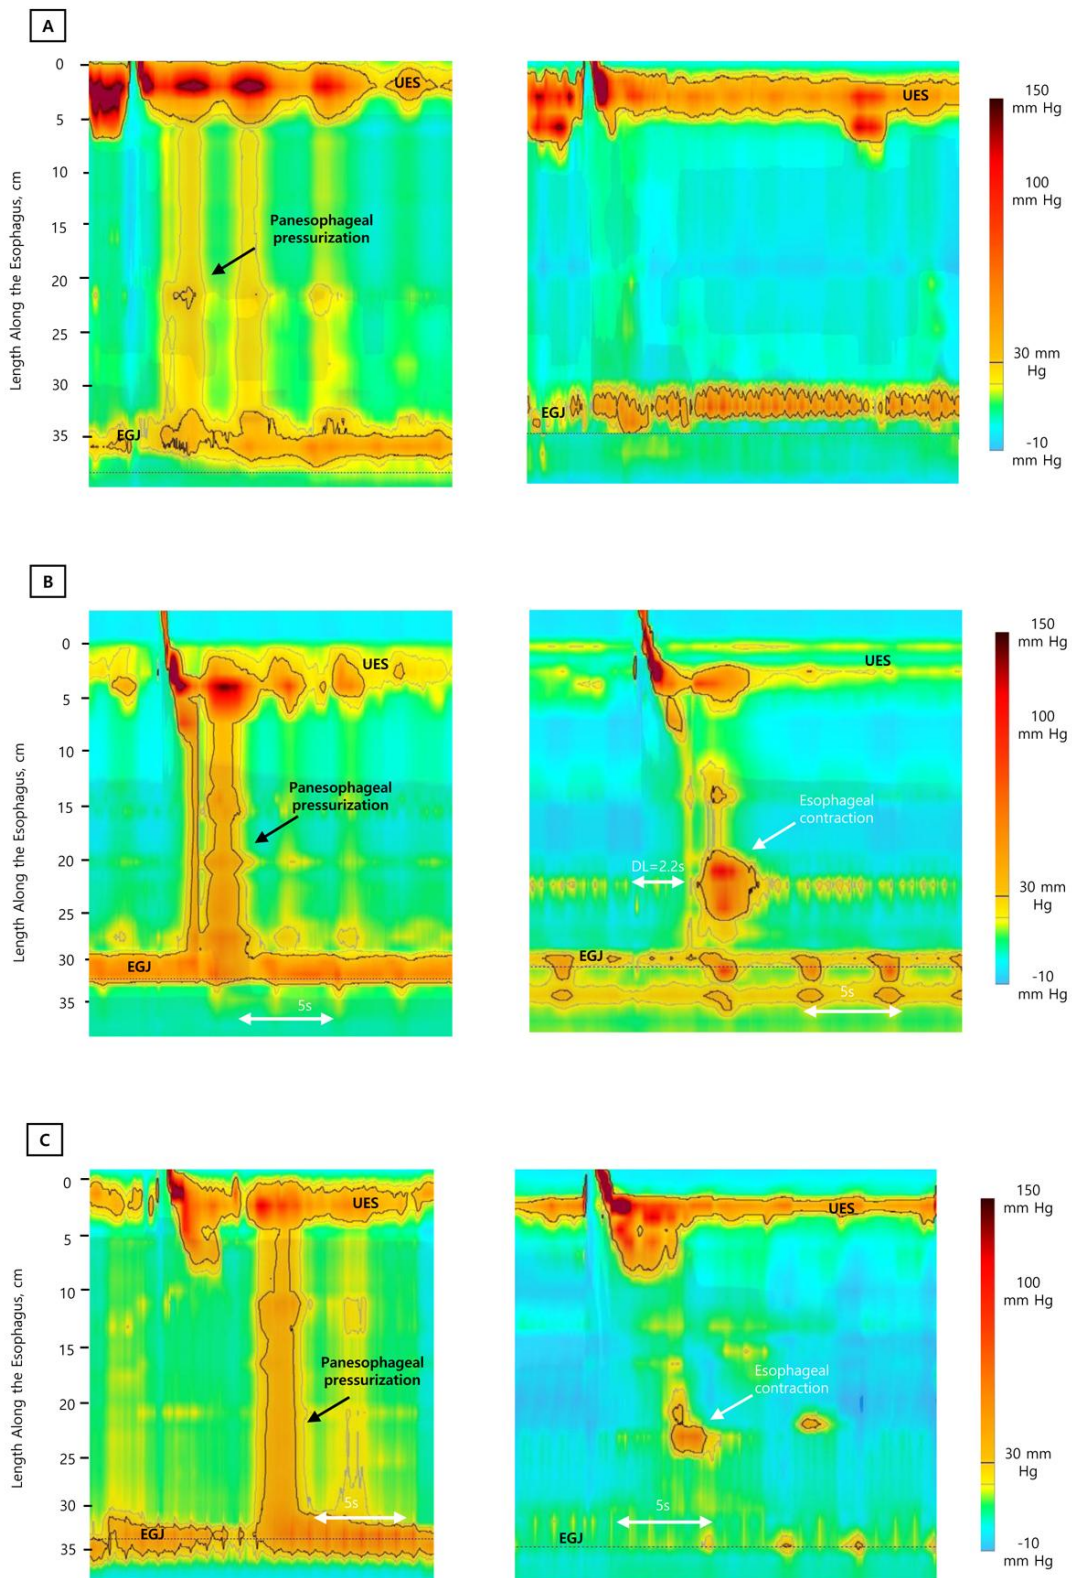 A
0
5
10
15
20
25
30
35
Length Along the Esophagus, cm
UES
Panesophageal
pressurization
EGJ
UES
EGJ
150
mm Hg
100
mm Hg
30 mm
Hg
-10
mm Hg
B
0
5
10
15
20
25
30
35
Length Along the Esophagus, cm
UES
Panesophageal
pressurization
EGJ
5s
UES
Esophageal
contraction
DL=2.2s
EGJ
5s
150
mm Hg
100
mm Hg
30 mm
Hg
-10
mm Hg
C
0
5
10
15
20
25
30
35
Length Along the Esophagus, cm
UES
Panesophageal
pressurization
5s
EGJ
UES
Esophageal
contraction
5s
EGJ
150
mm Hg
100
mm Hg
30 mm
Hg
-10
mm Hg